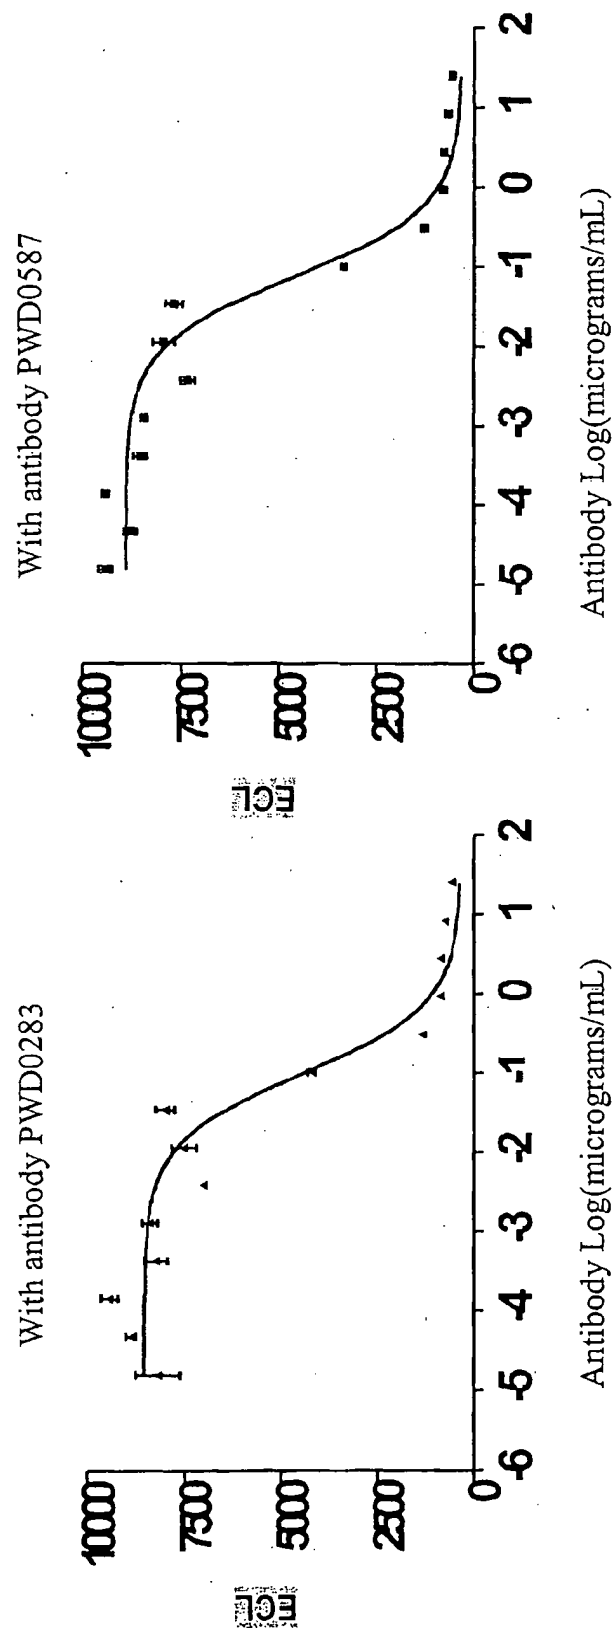 With antibody PWD0283
ECL
10000
7500
5000
2500
0
-6 -5 -4 -3 -2 -1 0 1 2
Antibody Log(micrograms/mL)
With antibody PWD0587
ECL
10000
7500
5000
2500
0
-6 -5 -4 -3 -2 -1 0 1 2
Antibody Log(micrograms/mL)